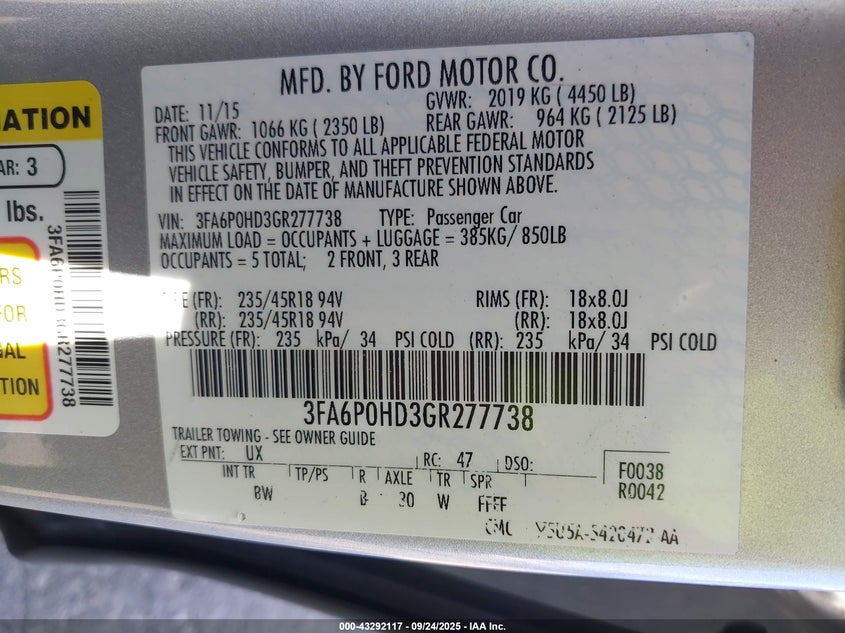 MFD. BY FORD MOTOR CO.
DATE: 11/15
GVWR: 2019 KG ( 4450 LB)
FRONT GAWR: 1066 KG ( 2350 LB)
REAR GAWR: 964 KG ( 2125 LB)
THIS VEHICLE CONFORMS TO ALL APPLICABLE FEDERAL MOTOR
VEHICLE SAFETY, BUMPER, AND THEFT PREVENTION STANDARDS
IN EFFECT ON THE DATE OF MANUFACTURE SHOWN ABOVE.
VIN: 3FA6P0HD3GR277738 TYPE: Passenger Car
MAXIMUM LOAD = OCCUPANTS + LUGGAGE = 385KG/ 850LB
OCCUPANTS = 5 TOTAL; 2 FRONT, 3 REAR
(FR): 235/45R18 94V RIMS (FR): 18x8.0J
(RR): 235/45R18 94V (RR): 18x8.0J
PRESSURE (FR): 235 kPa/ 34 PSI COLD (RR): 235 kPa/ 34 PSI COLD
3FA6P0HD3GR277738
TRAILER TOWING - SEE OWNER GUIDE
EXT PNT: UX RC: 47 DSO:
INT TR TP/PS R AXLE TR SPR
BW B 30 W FFFF
F0038
R0042
AR: 3
lbs.
3FA6P0HD3GR277738
FOR
000-43292117 - 09/24/2025 - IAA Inc.